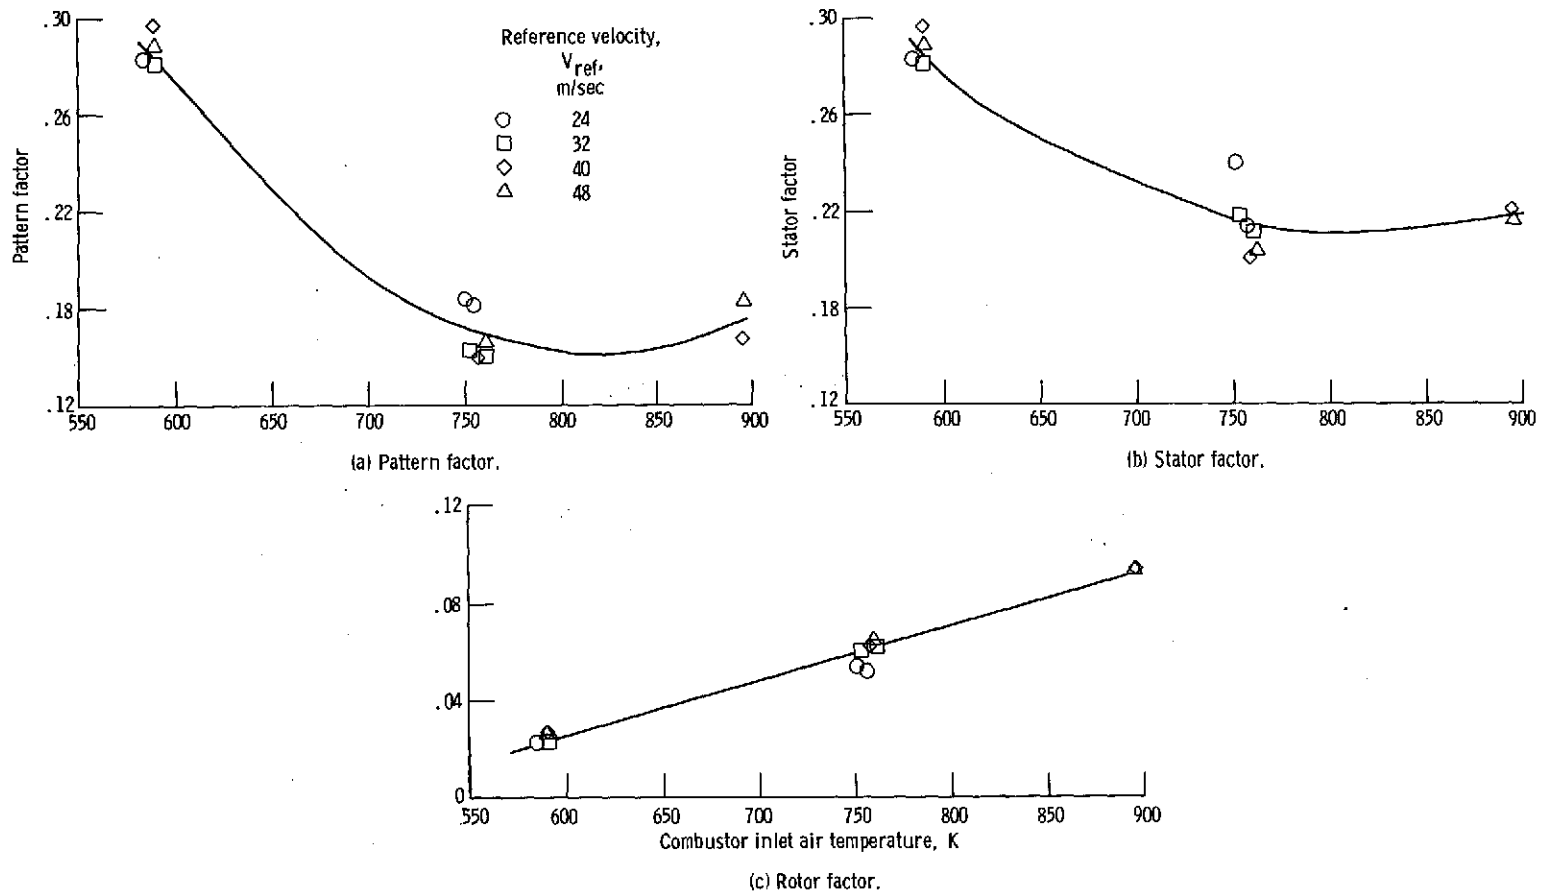 .30
.26
.22
.18
.12
Pattern factor
550 600 650 700 750 800 850 900
(a) Pattern factor.
Reference velocity,
Vref,
m/sec
24
32
40
48
.30
.26
.22
.18
.12
Stator factor
550 600 650 700 750 800 850 900
(b) Stator factor.
.12
.08
.04
0
550 600 650 700 750 800 850 900
Combustor inlet air temperature, K
(c) Rotor factor.